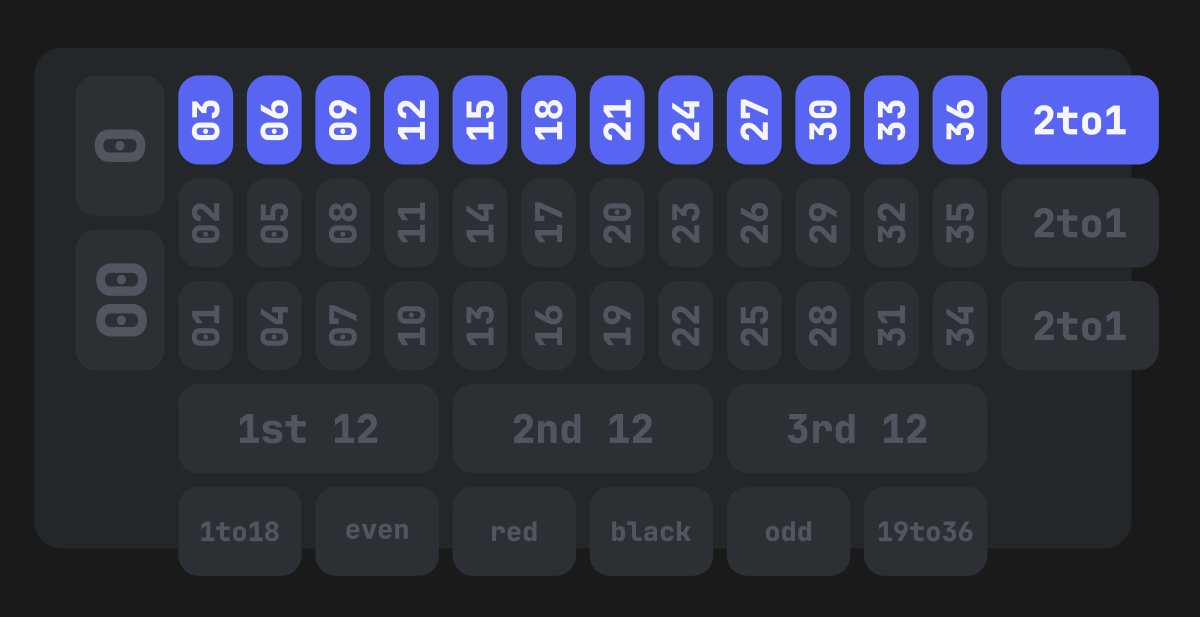 0
03 06 09 12 15 18 21 24 27 30 33 36 2to1
02 05 08 11 14 17 20 23 26 29 32 35 2to1
00
01 04 07 10 13 16 19 22 25 28 31 34 2to1
1st 12 2nd 12 3rd 12
1to18 even red black odd 19to36